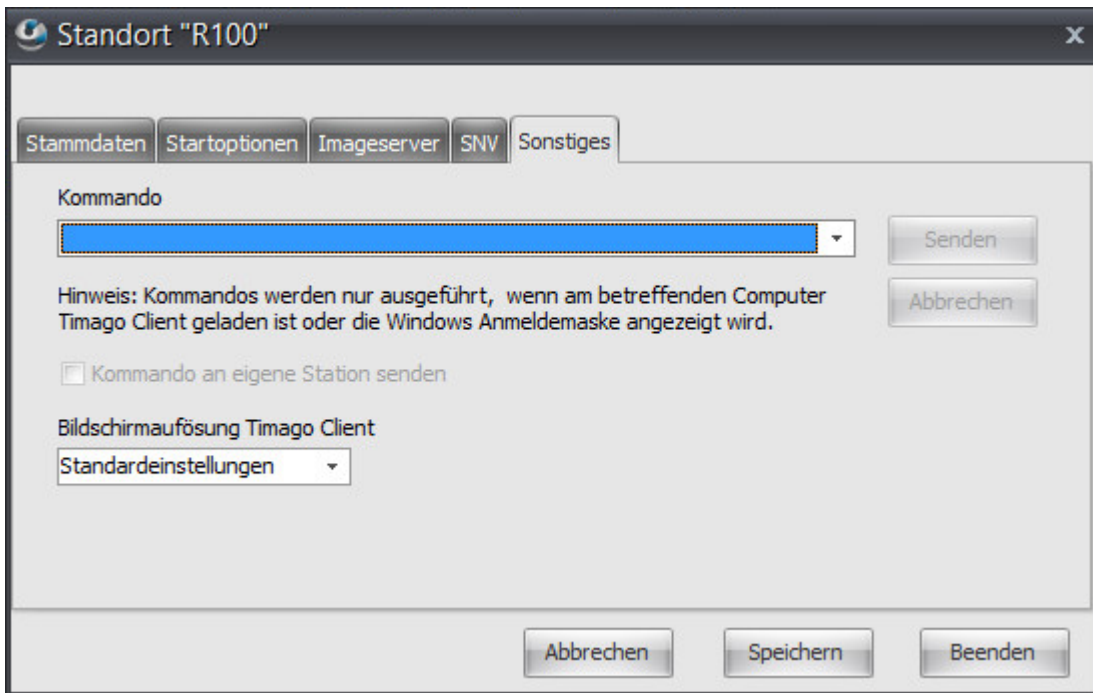 Standort "R100"
x
Stammdaten Startoptionen Imageserver SNV Sonstiges
Kommando
Senden
Hinweis: Kommandos werden nur ausgeführt, wenn am betreffenden Computer
Timago Client geladen ist oder die Windows Anmeldemaske angezeigt wird.
Abbrechen
Kommando an eigene Station senden
Bildschirmaufösung Timago Client
Standardeinstellungen
Abbrechen Speichern Beenden